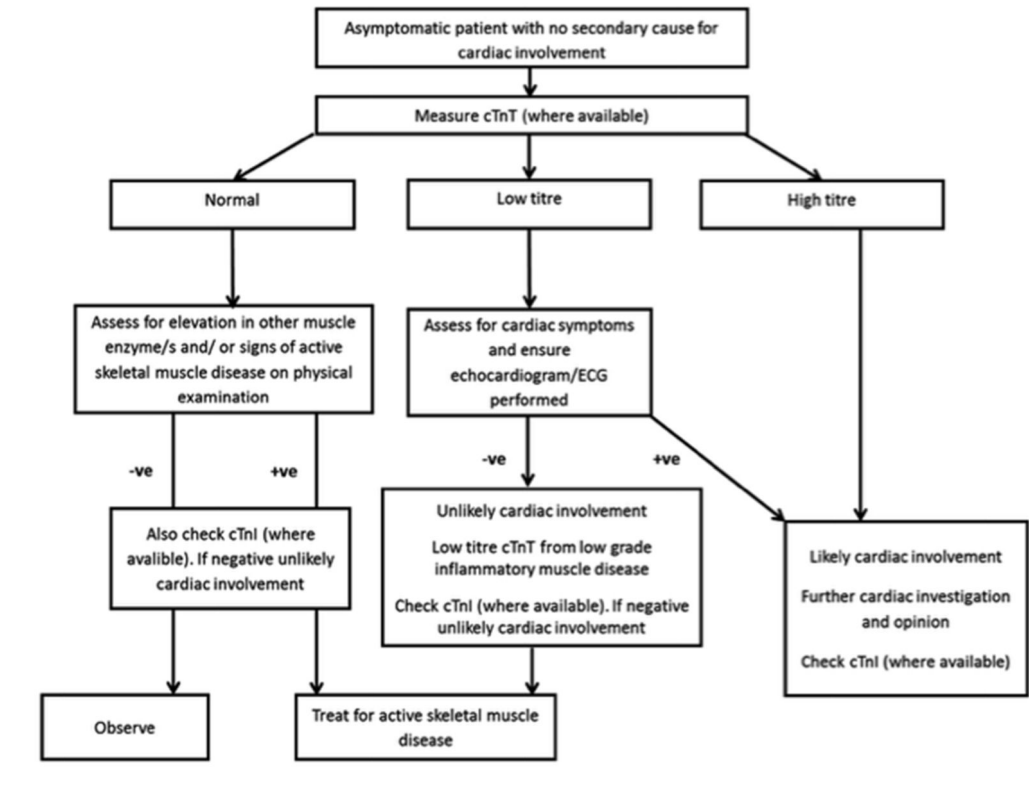 Asymptomatic patient with no secondary cause for
cardiac involvement
Measure cTnT (where available)
Normal
Low titre
High titre
Assess for elevation in other muscle
enzyme/s and/ or signs of active
skeletal muscle disease on physical
examination
Assess for cardiac symptoms
and ensure
echocardiogram/ECG
performed
-ve
+ve
-ve
+ve
Also check cTnI (where
avalible). If negative unlikely
cardiac involvement
Unlikely cardiac involvement
Low titre cTnT from low grade
inflammatory muscle disease
Check cTnI (where available). If negative
unlikely cardiac involvement
Likely cardiac involvement
Further cardiac investigation
and opinion
Check cTnI (where available)
Observe
Treat for active skeletal muscle
disease